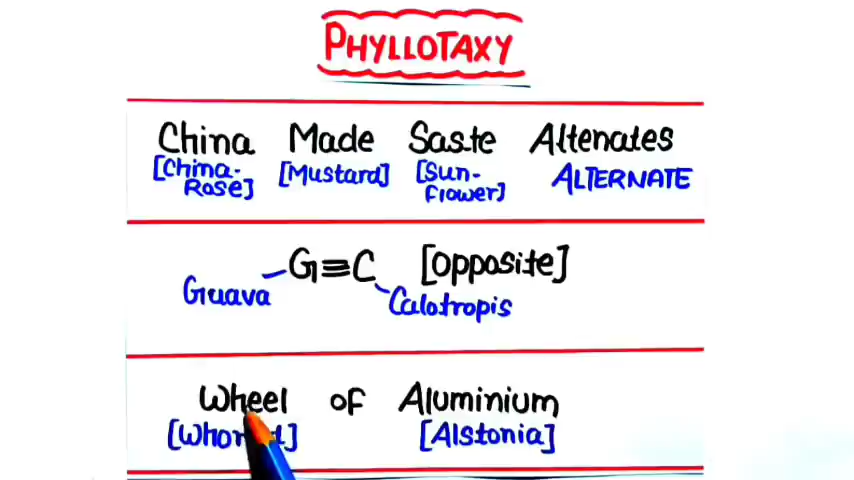 PHYLLOTAXY
China Made Saste Altenates
[China- [Mustard] [Sun- ALTERNATE
Rose] flower]
G≡C [opposite]
Guava Calotropis
Wheel of Aluminium
[Alstonia]